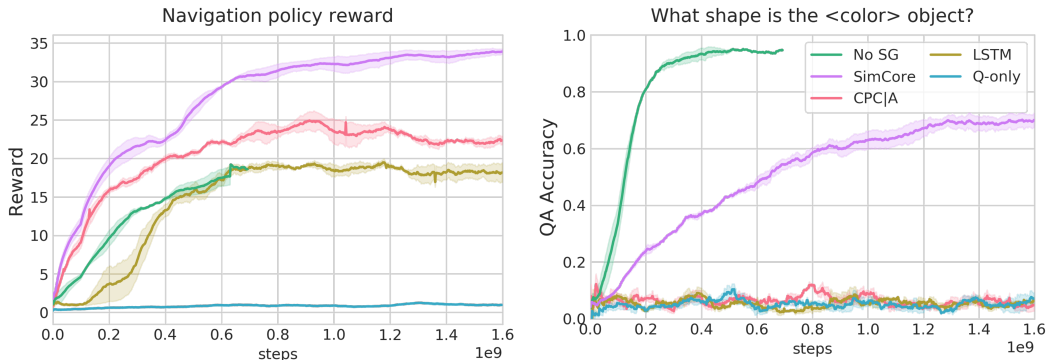 Navigation policy reward
Reward
35
30
25
20
15
10
5
0
0.0 0.2 0.4 0.6 0.8 1.0 1.2 1.4 1.6
steps
1e9
What shape is the <color> object?
QA Accuracy
1.0
0.8
0.6
0.4
0.2
0.0
No SG
SimCore
CPC|A
LSTM
Q-only
0.0 0.2 0.4 0.6 0.8 1.0 1.2 1.4 1.6
steps
1e9